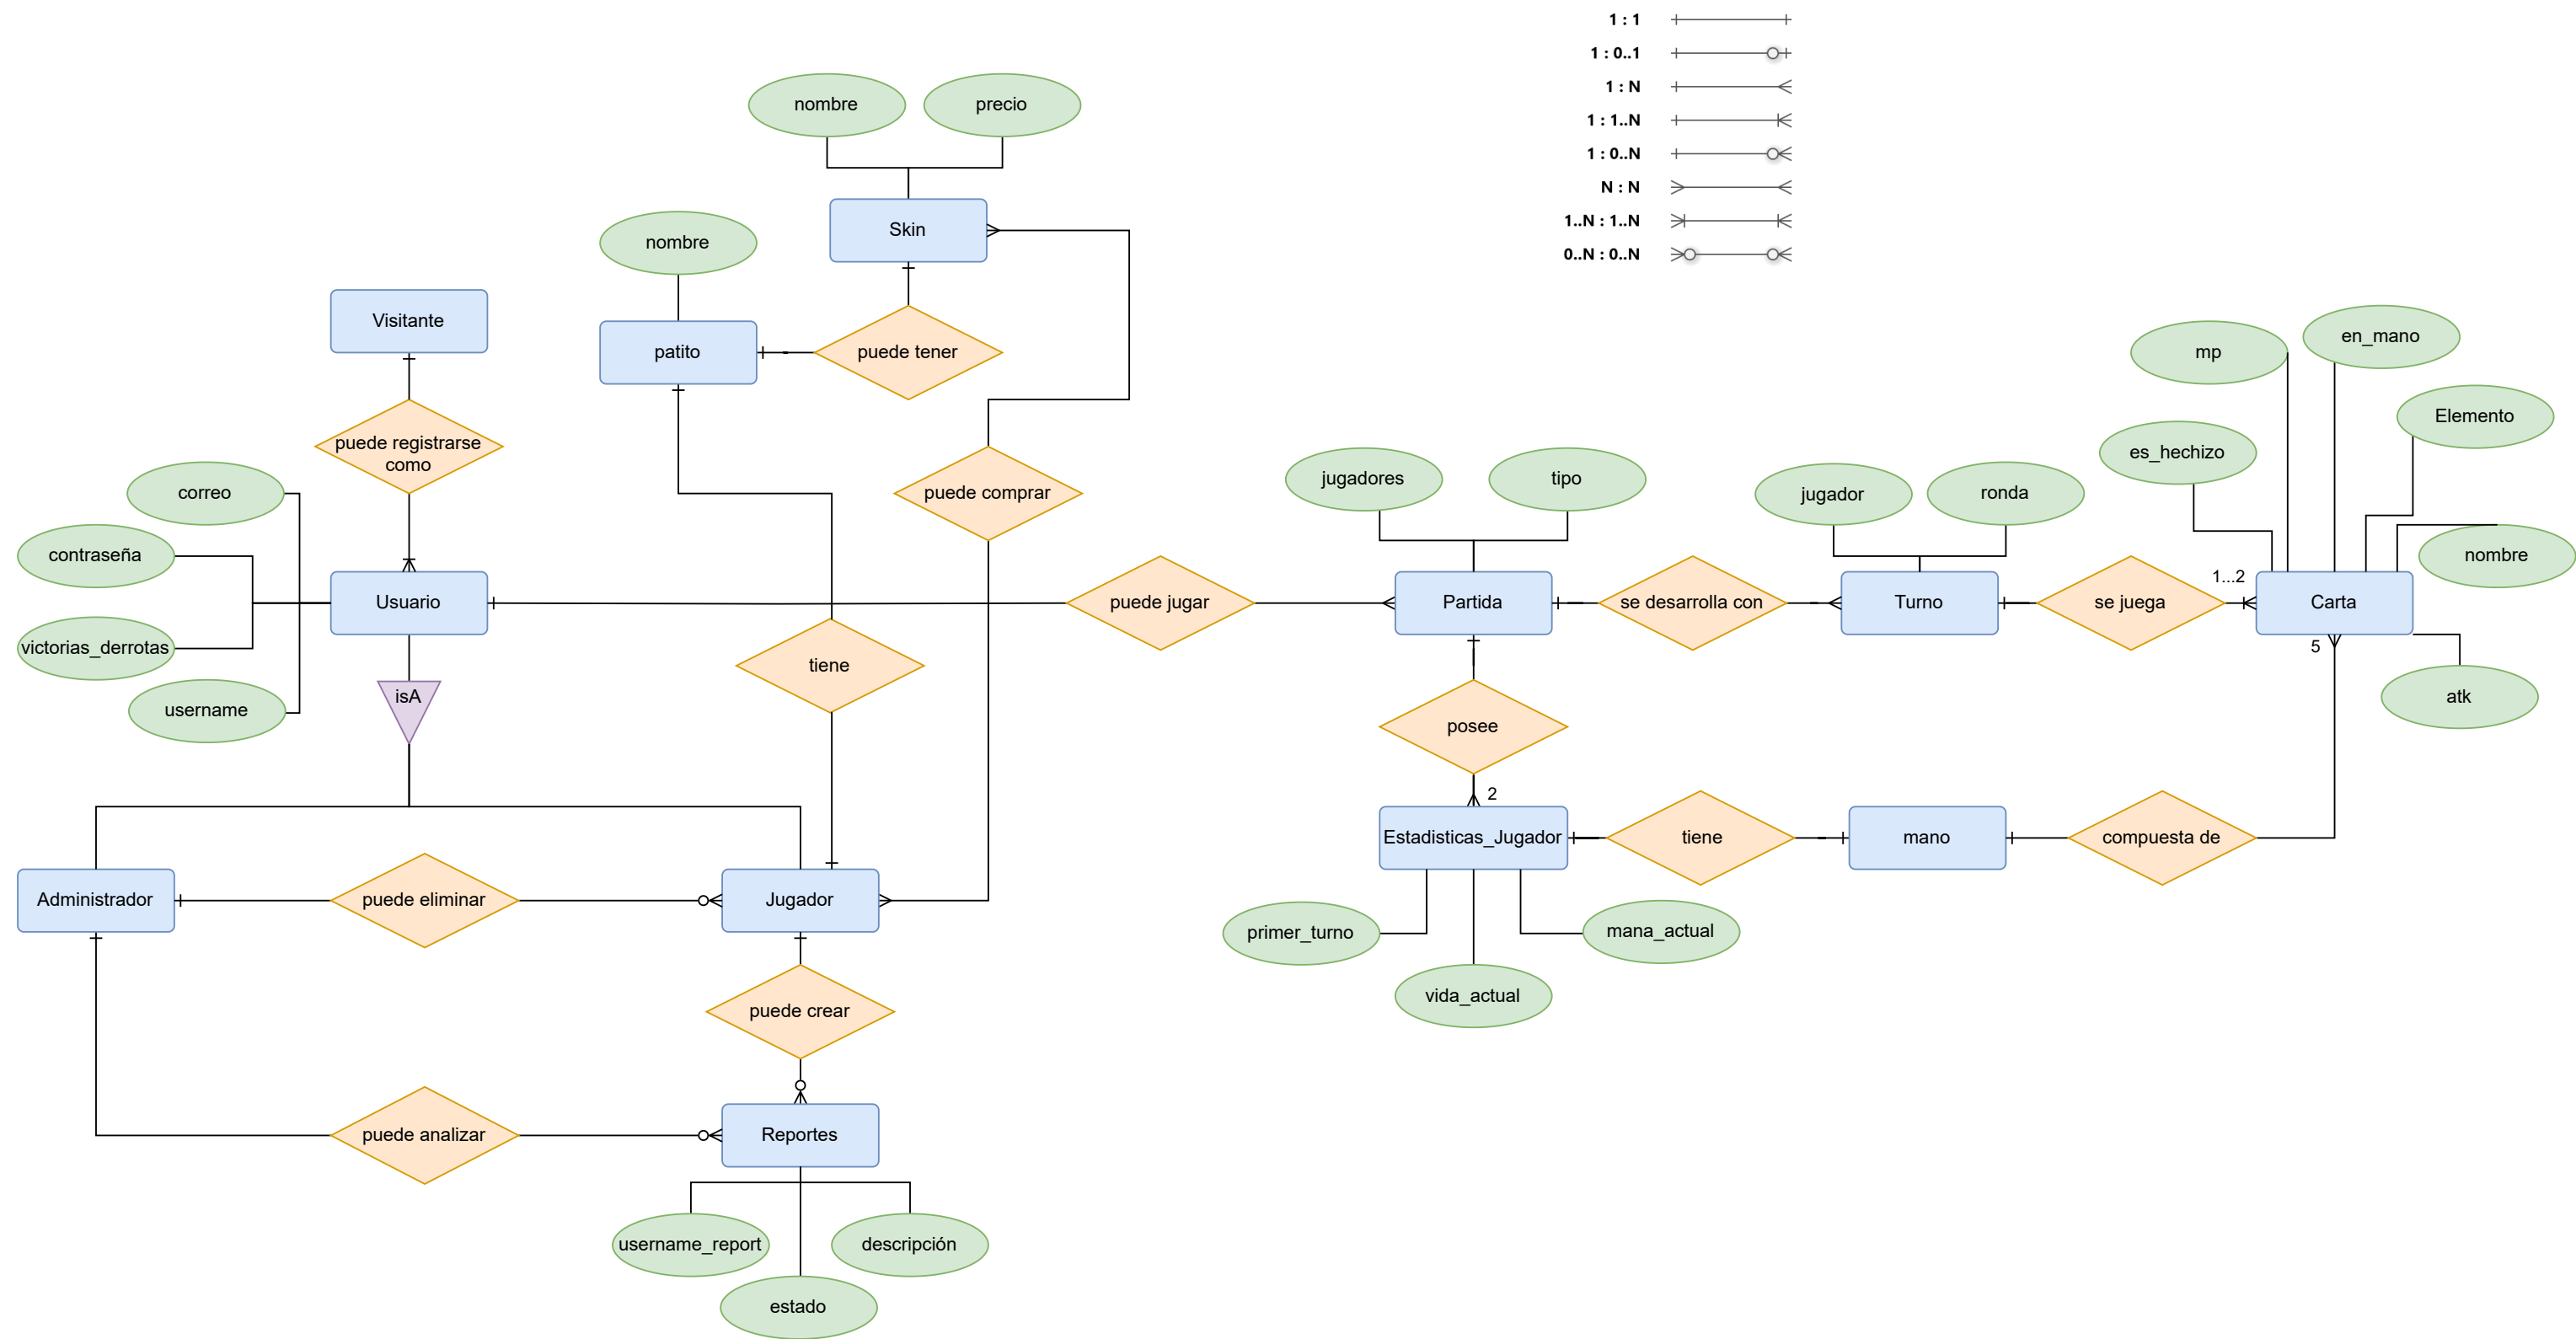 1 : 1
1 : 0..1
1 : N
1 : 1..N
1 : 0..N
N : N
1..N : 1..N
0..N : 0..N
nombre
precio
Skin
nombre
Visitante
patito
puede tener
puede registrarse
como
correo
contraseña
victorias_derrotas
username
Usuario
isA
puede comprar
tiene
puede jugar
jugadores
tipo
Partida
se desarrolla con
jugador
ronda
Turno
se juega
1...2
mp
en_mano
Elemento
es_hechizo
nombre
Carta
5
atk
posee
2
Estadisticas_Jugador
tiene
mano
compuesta de
primer_turno
vida_actual
mana_actual
Administrador
puede eliminar
Jugador
puede crear
puede analizar
Reportes
username_report
descripción
estado